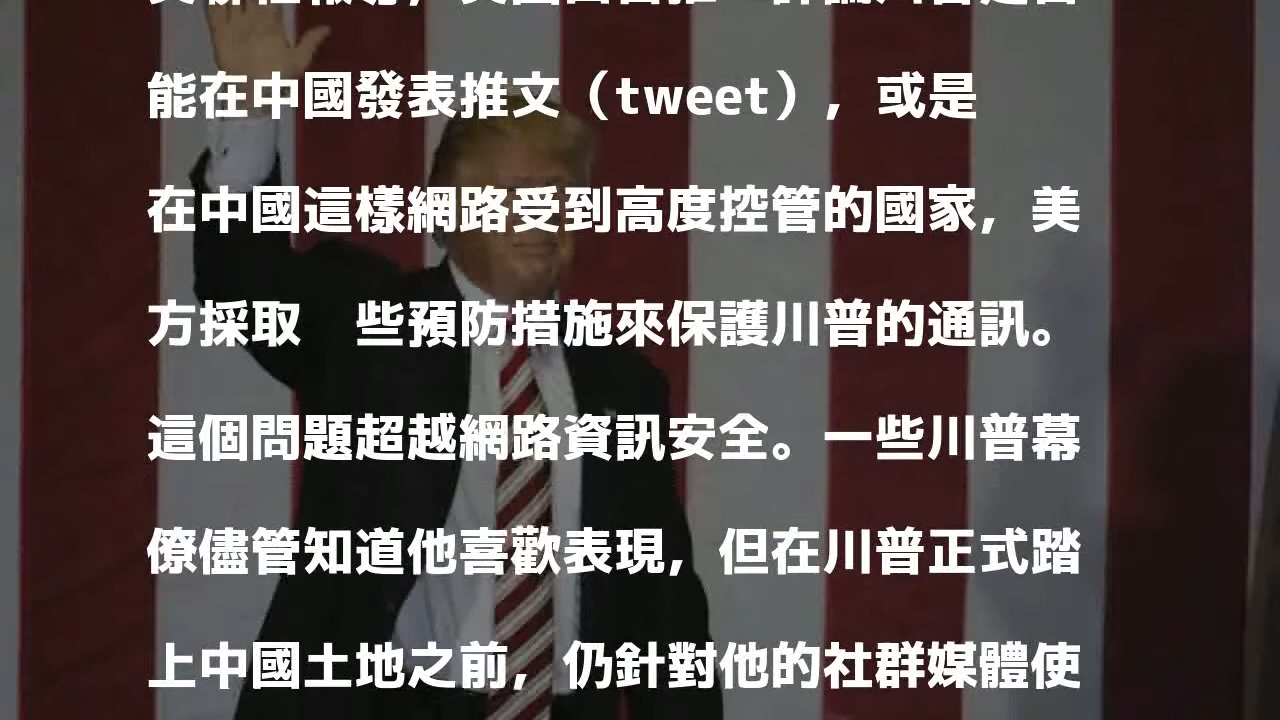 能在中國發表推文（tweet），或是
在中國這樣網路受到高度控管的國家，美
方採取　些預防措施來保護川普的通訊。
這個問題超越網路資訊安全。一些川普幕
僚儘管知道他喜歡表現，但在川普正式踏
上中國土地之前，仍針對他的社群媒體使